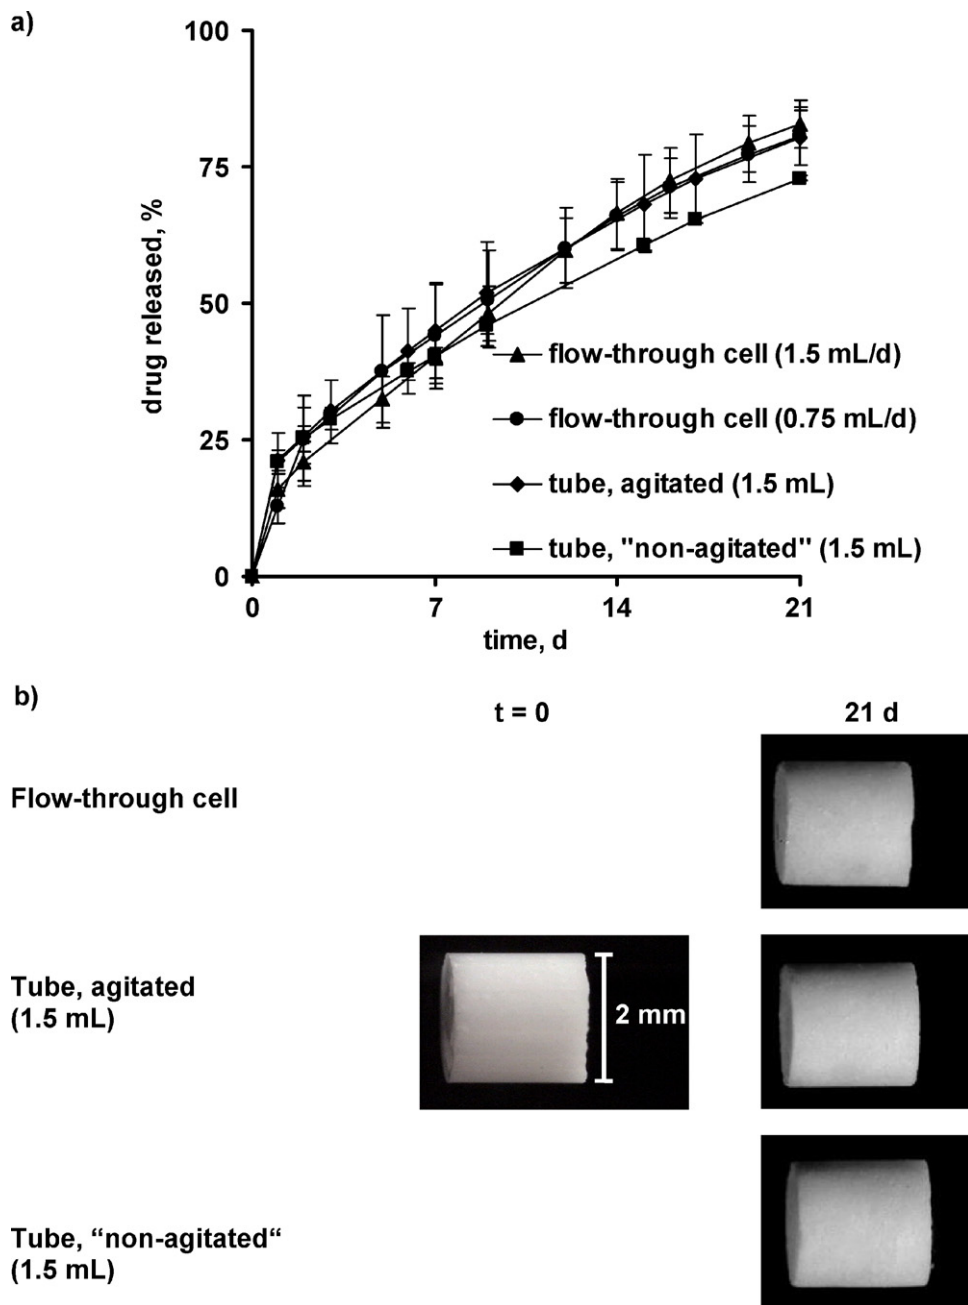 a)
100
75
50
25
0
drug released, %
flow-through cell (1.5 mL/d)
flow-through cell (0.75 mL/d)
tube, agitated (1.5 mL)
tube, "non-agitated" (1.5 mL)
0 7 14 21
time, d
b)
t = 0 21 d
Flow-through cell
Tube, agitated
(1.5 mL)
2 mm
Tube, “non-agitated“
(1.5 mL)